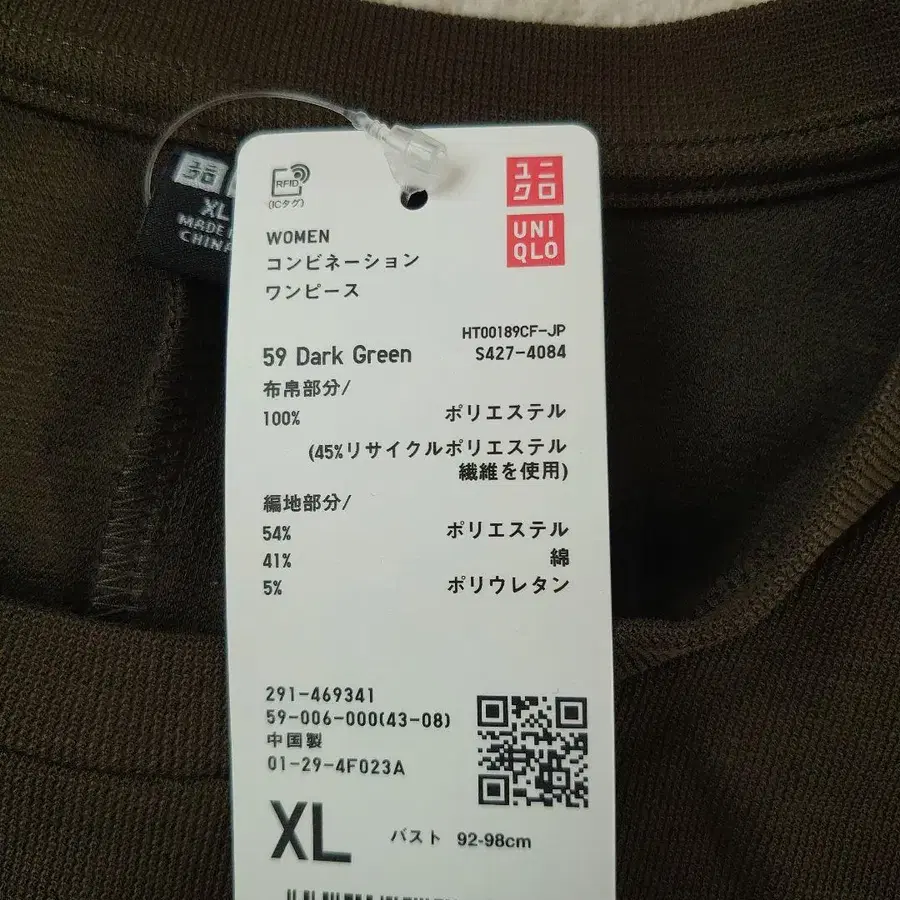 ユニ
クロ
UNI
QLO
RFID
(ICタグ)
XL
MADE
CHINA
WOMEN
コンビネーション
ワンピース
HT00189CF-JP
59 Dark Green
S427-4084
布帛部分/
100% ポリエステル
(45%リサイクルポリエステル
繊維を使用)
編地部分/
54% ポリエステル
41% 綿
5% ポリウレタン
291-469341
59-006-000(43-08)
中国製
01-29-4F023A
XL バスト 92-98cm